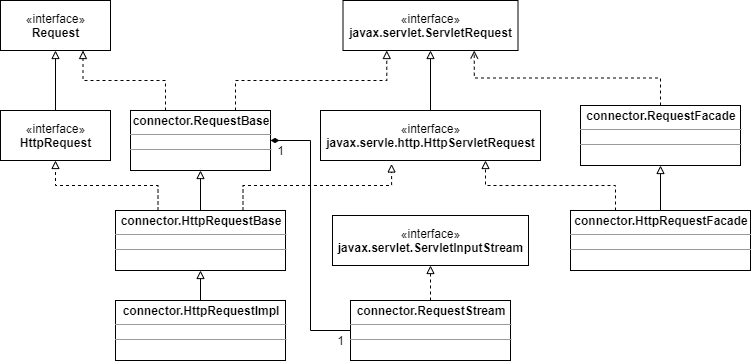 «interface»
Request
«interface»
javax.servlet.ServletRequest
«interface»
HttpRequest
connector.RequestBase
1
«interface»
javax.servle.http.HttpServletRequest
connector.RequestFacade
connector.HttpRequestBase
«interface»
javax.servlet.ServletInputStream
connector.HttpRequestFacade
connector.HttpRequestImpl
1
connector.RequestStream